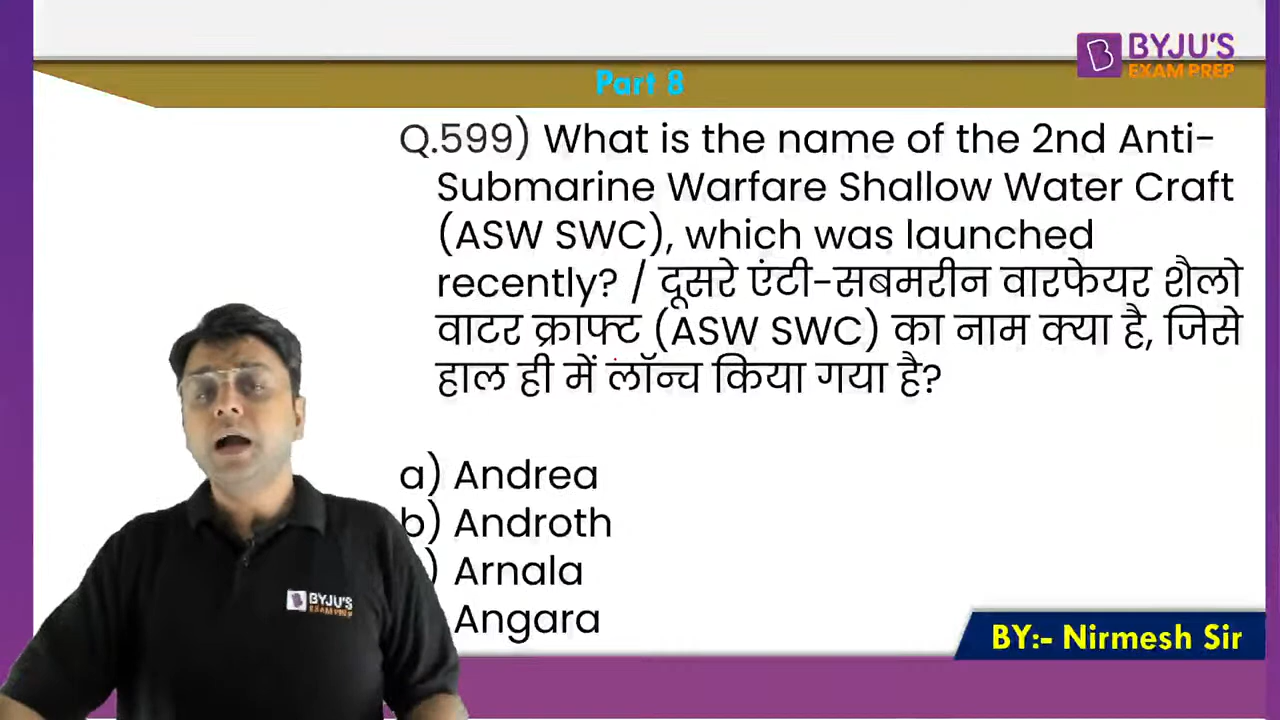 BYJU'S
EXAM PREP
Part 8
Q.599) What is the name of the 2nd Anti-
Submarine Warfare Shallow Water Craft
(ASW SWC), which was launched
recently? / दूसरे एंटी-सबमरीन वारफेयर शैलो
वाटर क्राफ्ट (ASW SWC) का नाम क्या है, जिसे
हाल ही में लॉन्च किया गया है?
a) Andrea
b) Androth
) Arnala
Angara
BYJU'S
EXAM PREP
BY:- Nirmesh Sir